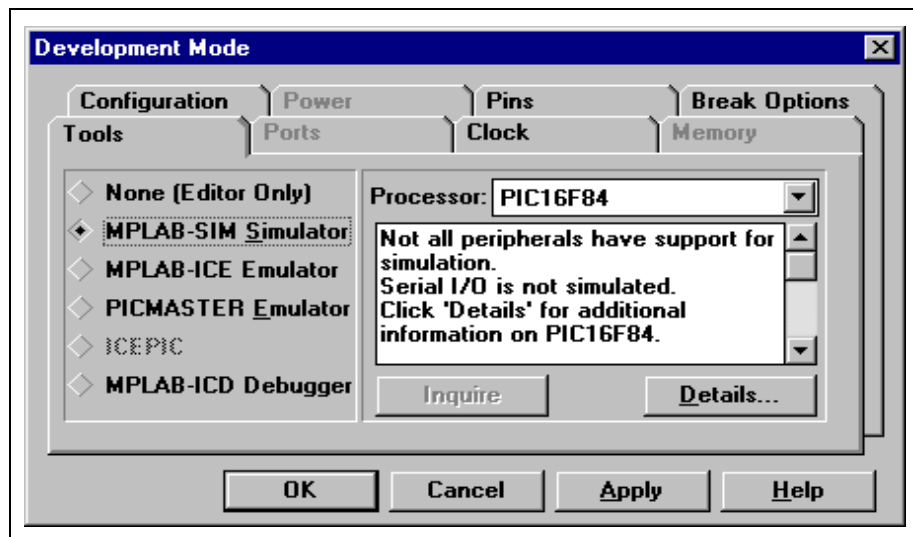 Development Mode
Configuration Power Pins Break Options
Tools Ports Clock Memory
None (Editor Only)
MPLAB-SIM Simulator
MPLAB-ICE Emulator
PICMASTER Emulator
ICEPIC
MPLAB-ICD Debugger
Processor: PIC16F84
Not all peripherals have support for
simulation.
Serial I/O is not simulated.
Click 'Details' for additional
information on PIC16F84.
Inquire Details...
OK Cancel Apply Help